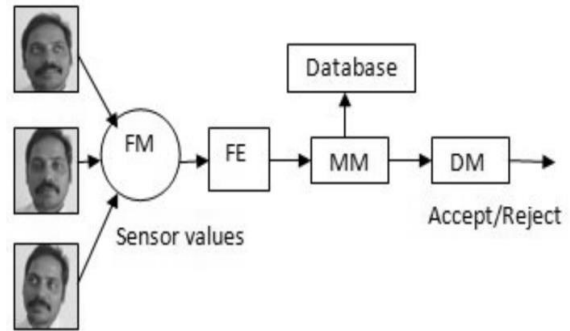 Database
FM
FE
MM
DM
Sensor values
Accept/Reject